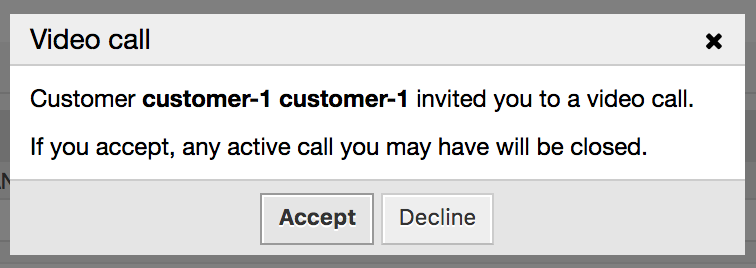 Video call
Customer customer-1 customer-1 invited you to a video call.
If you accept, any active call you may have will be closed.
Accept
Decline